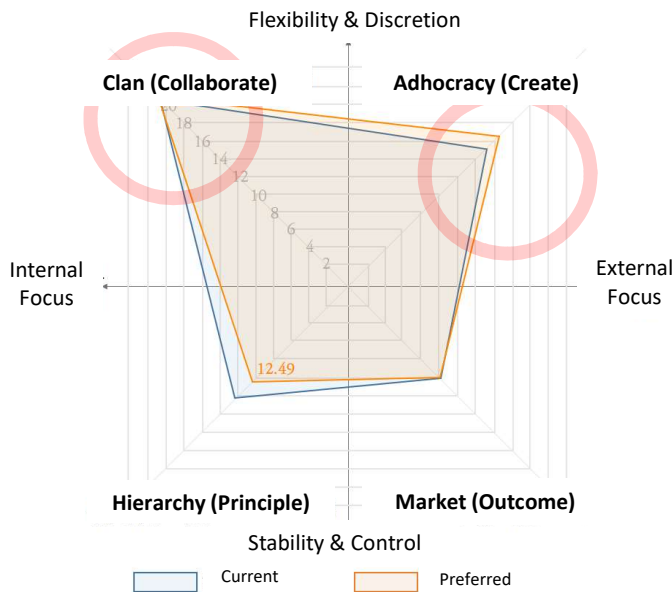 Flexibility & Discretion
Clan (Collaborate)
Adhocracy (Create)
20
18
16
14
12
10
8
6
4
2
Internal
Focus
External
Focus
12.49
Hierarchy (Principle)
Market (Outcome)
Stability & Control
Current
Preferred